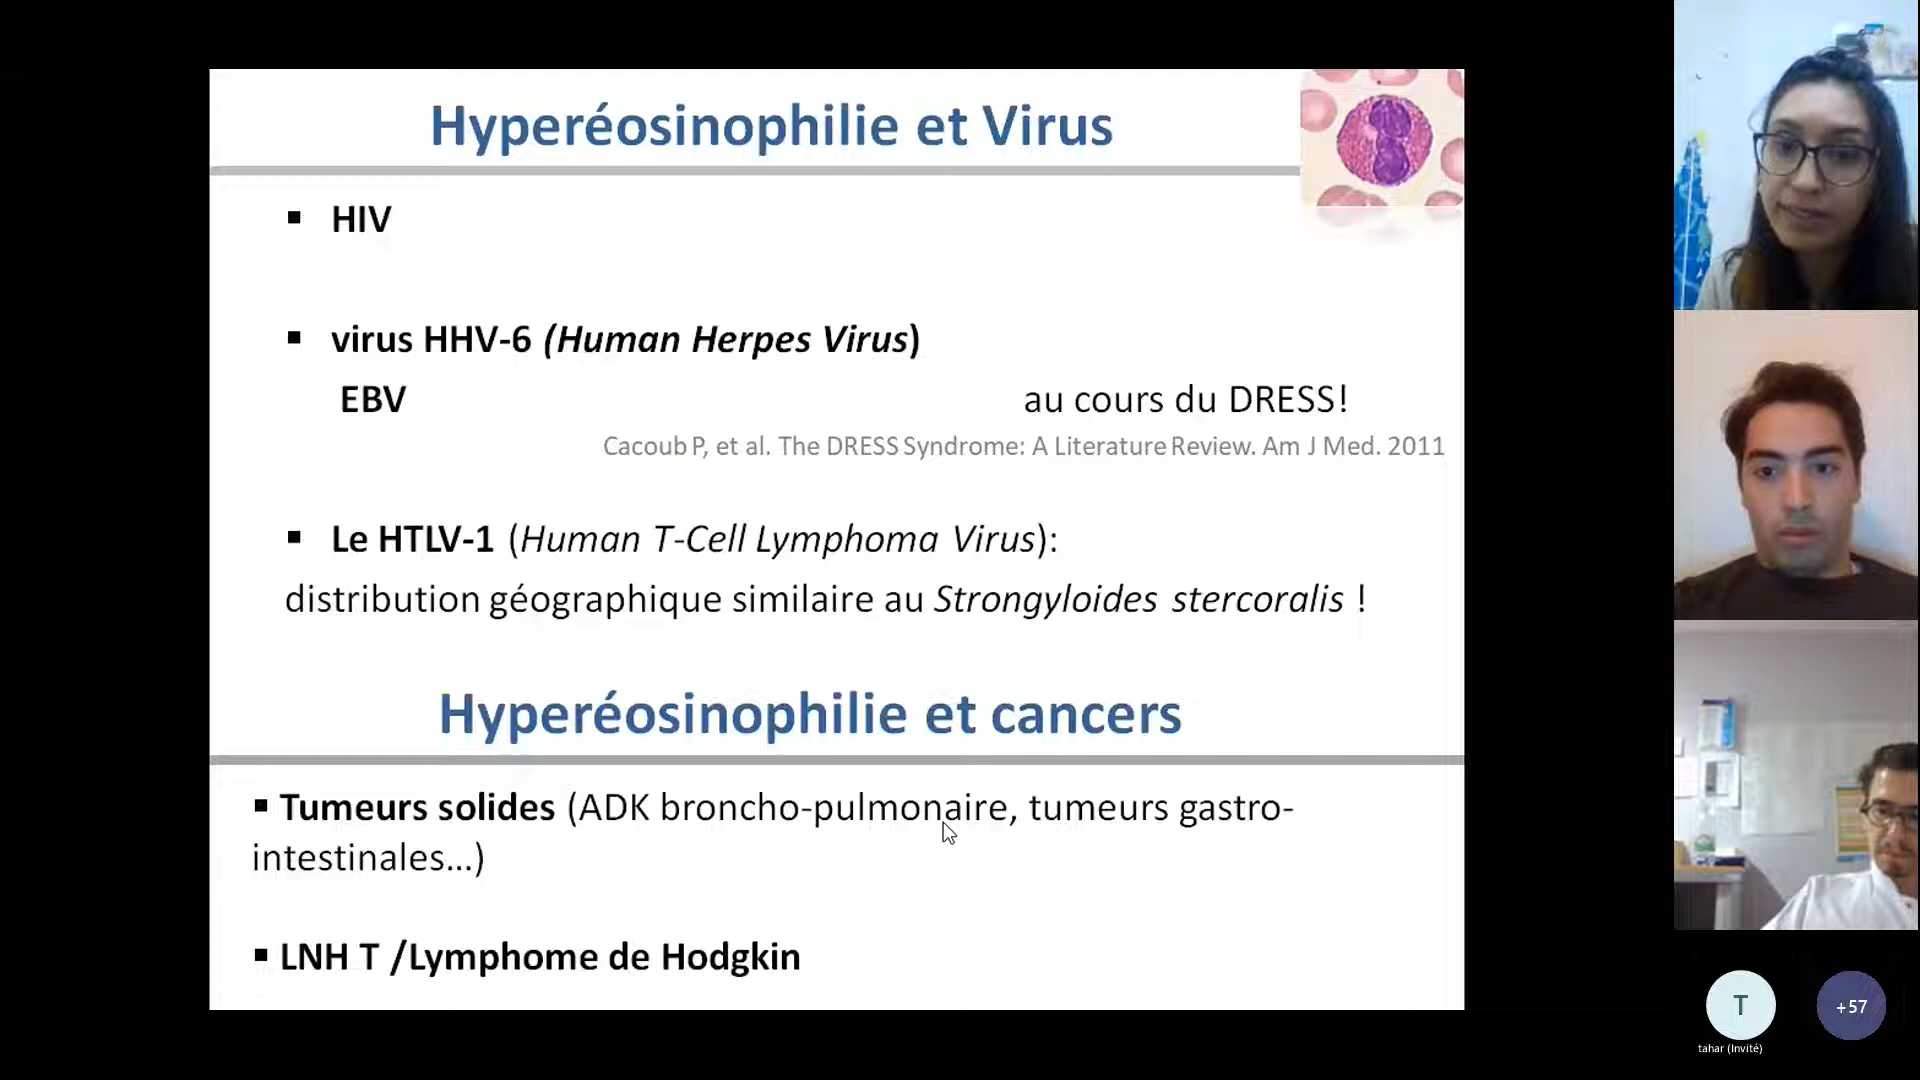 Hyperéosinophilie et Virus
▪ HIV
▪ virus HHV-6 (Human Herpes Virus)
EBV au cours du DRESS!
Cacoub P, et al. The DRESS Syndrome: A Literature Review. Am J Med. 2011
▪ Le HTLV-1 (Human T-Cell Lymphoma Virus):
distribution géographique similaire au Strongyloides stercoralis !
Hyperéosinophilie et cancers
▪ Tumeurs solides (ADK broncho-pulmonaire, tumeurs gastro-
intestinales...)
▪ LNH T /Lymphome de Hodgkin
T
+57
tahar (Invité)